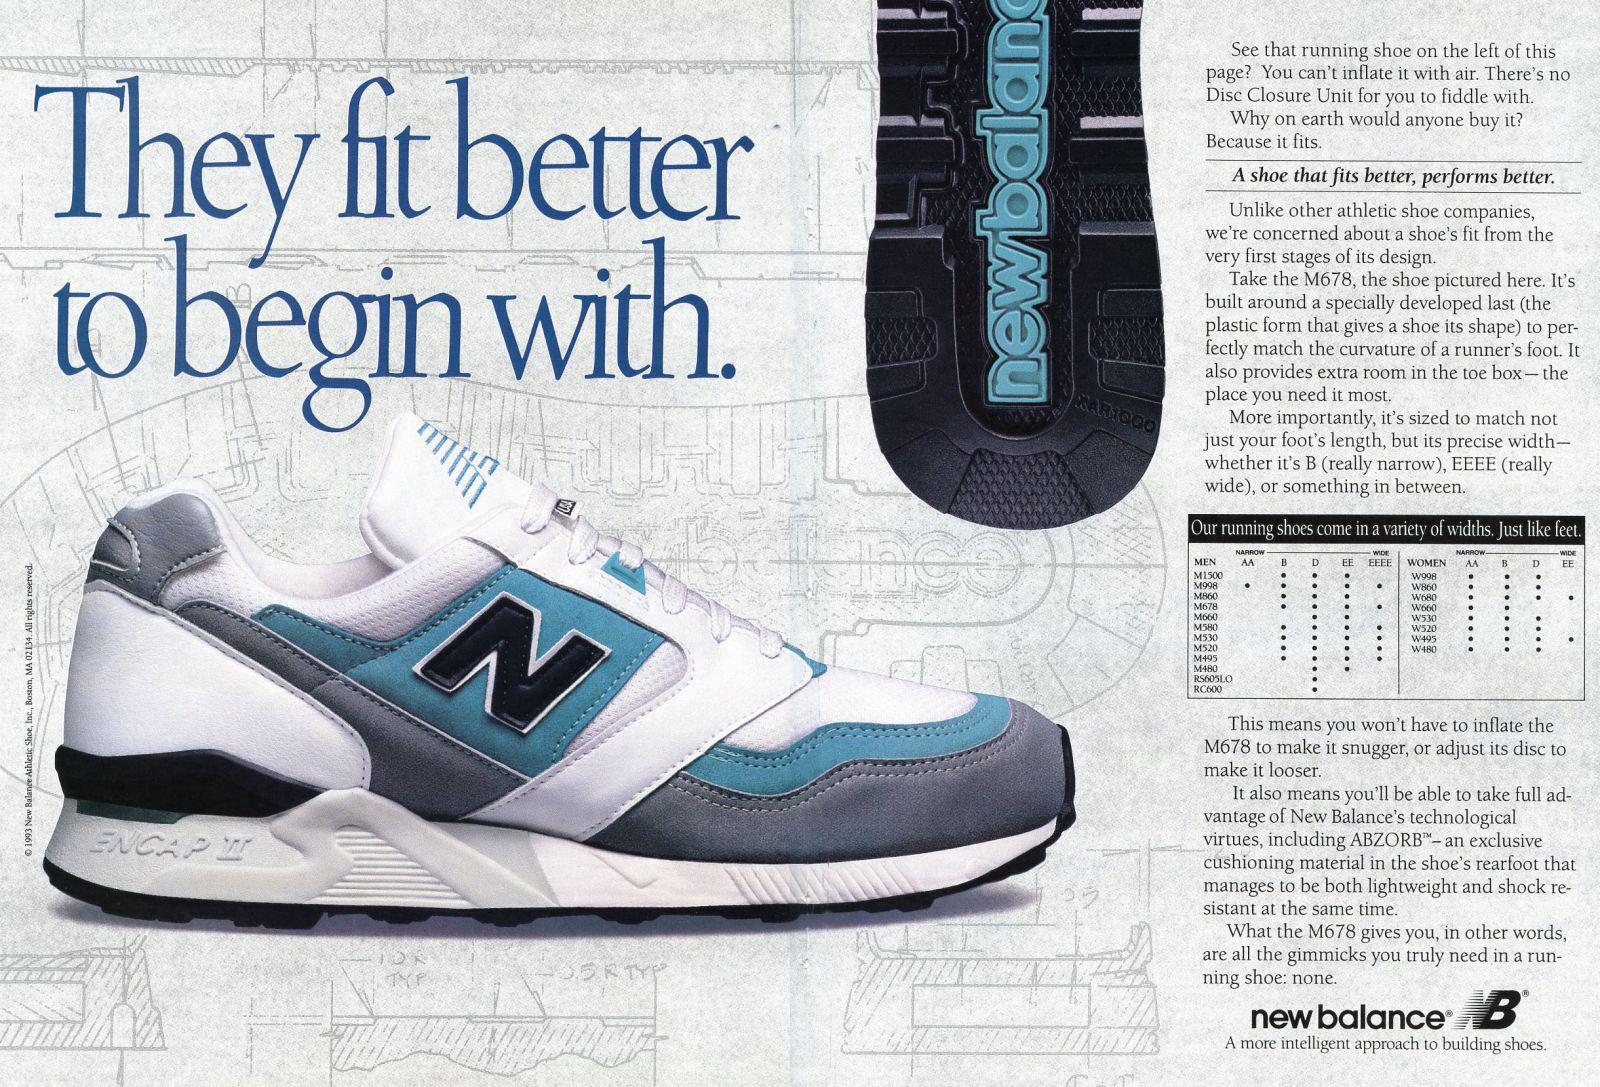 They fit better
to begin with.
newbalance
XAR1000
ENCAP II
N
USA
© 1993 New Balance Athletic Shoe, Inc., Boston, MA 02134. All rights reserved.
See that running shoe on the left of this
page? You can't inflate it with air. There's no
Disc Closure Unit for you to fiddle with.
Why on earth would anyone buy it?
Because it fits.
A shoe that fits better, performs better.
Unlike other athletic shoe companies,
we're concerned about a shoe's fit from the
very first stages of its design.
Take the M678, the shoe pictured here. It's
built around a specially developed last (the
plastic form that gives a shoe its shape) to per-
fectly match the curvature of a runner's foot. It
also provides extra room in the toe box—the
place you need it most.
More importantly, it's sized to match not
just your foot's length, but its precise width—
whether it's B (really narrow), EEEE (really
wide), or something in between.
Our running shoes come in a variety of widths. Just like feet.
NARROW WIDE
MEN AA B D EE EEEE
M1500
M998
M860
M678
M660
M580
M530
M520
M495
M480
RS605LO
RC600
NARROW WIDE
WOMEN AA B D EE
W998
W860
W680
W660
W530
W520
W495
W480
This means you won't have to inflate the
M678 to make it snugger, or adjust its disc to
make it looser.
It also means you'll be able to take full ad-
vantage of New Balance's technological
virtues, including ABZORB™–an exclusive
cushioning material in the shoe's rearfoot that
manages to be both lightweight and shock re-
sistant at the same time.
What the M678 gives you, in other words,
are all the gimmicks you truly need in a run-
ning shoe: none.
new balance® NB®
A more intelligent approach to building shoes.